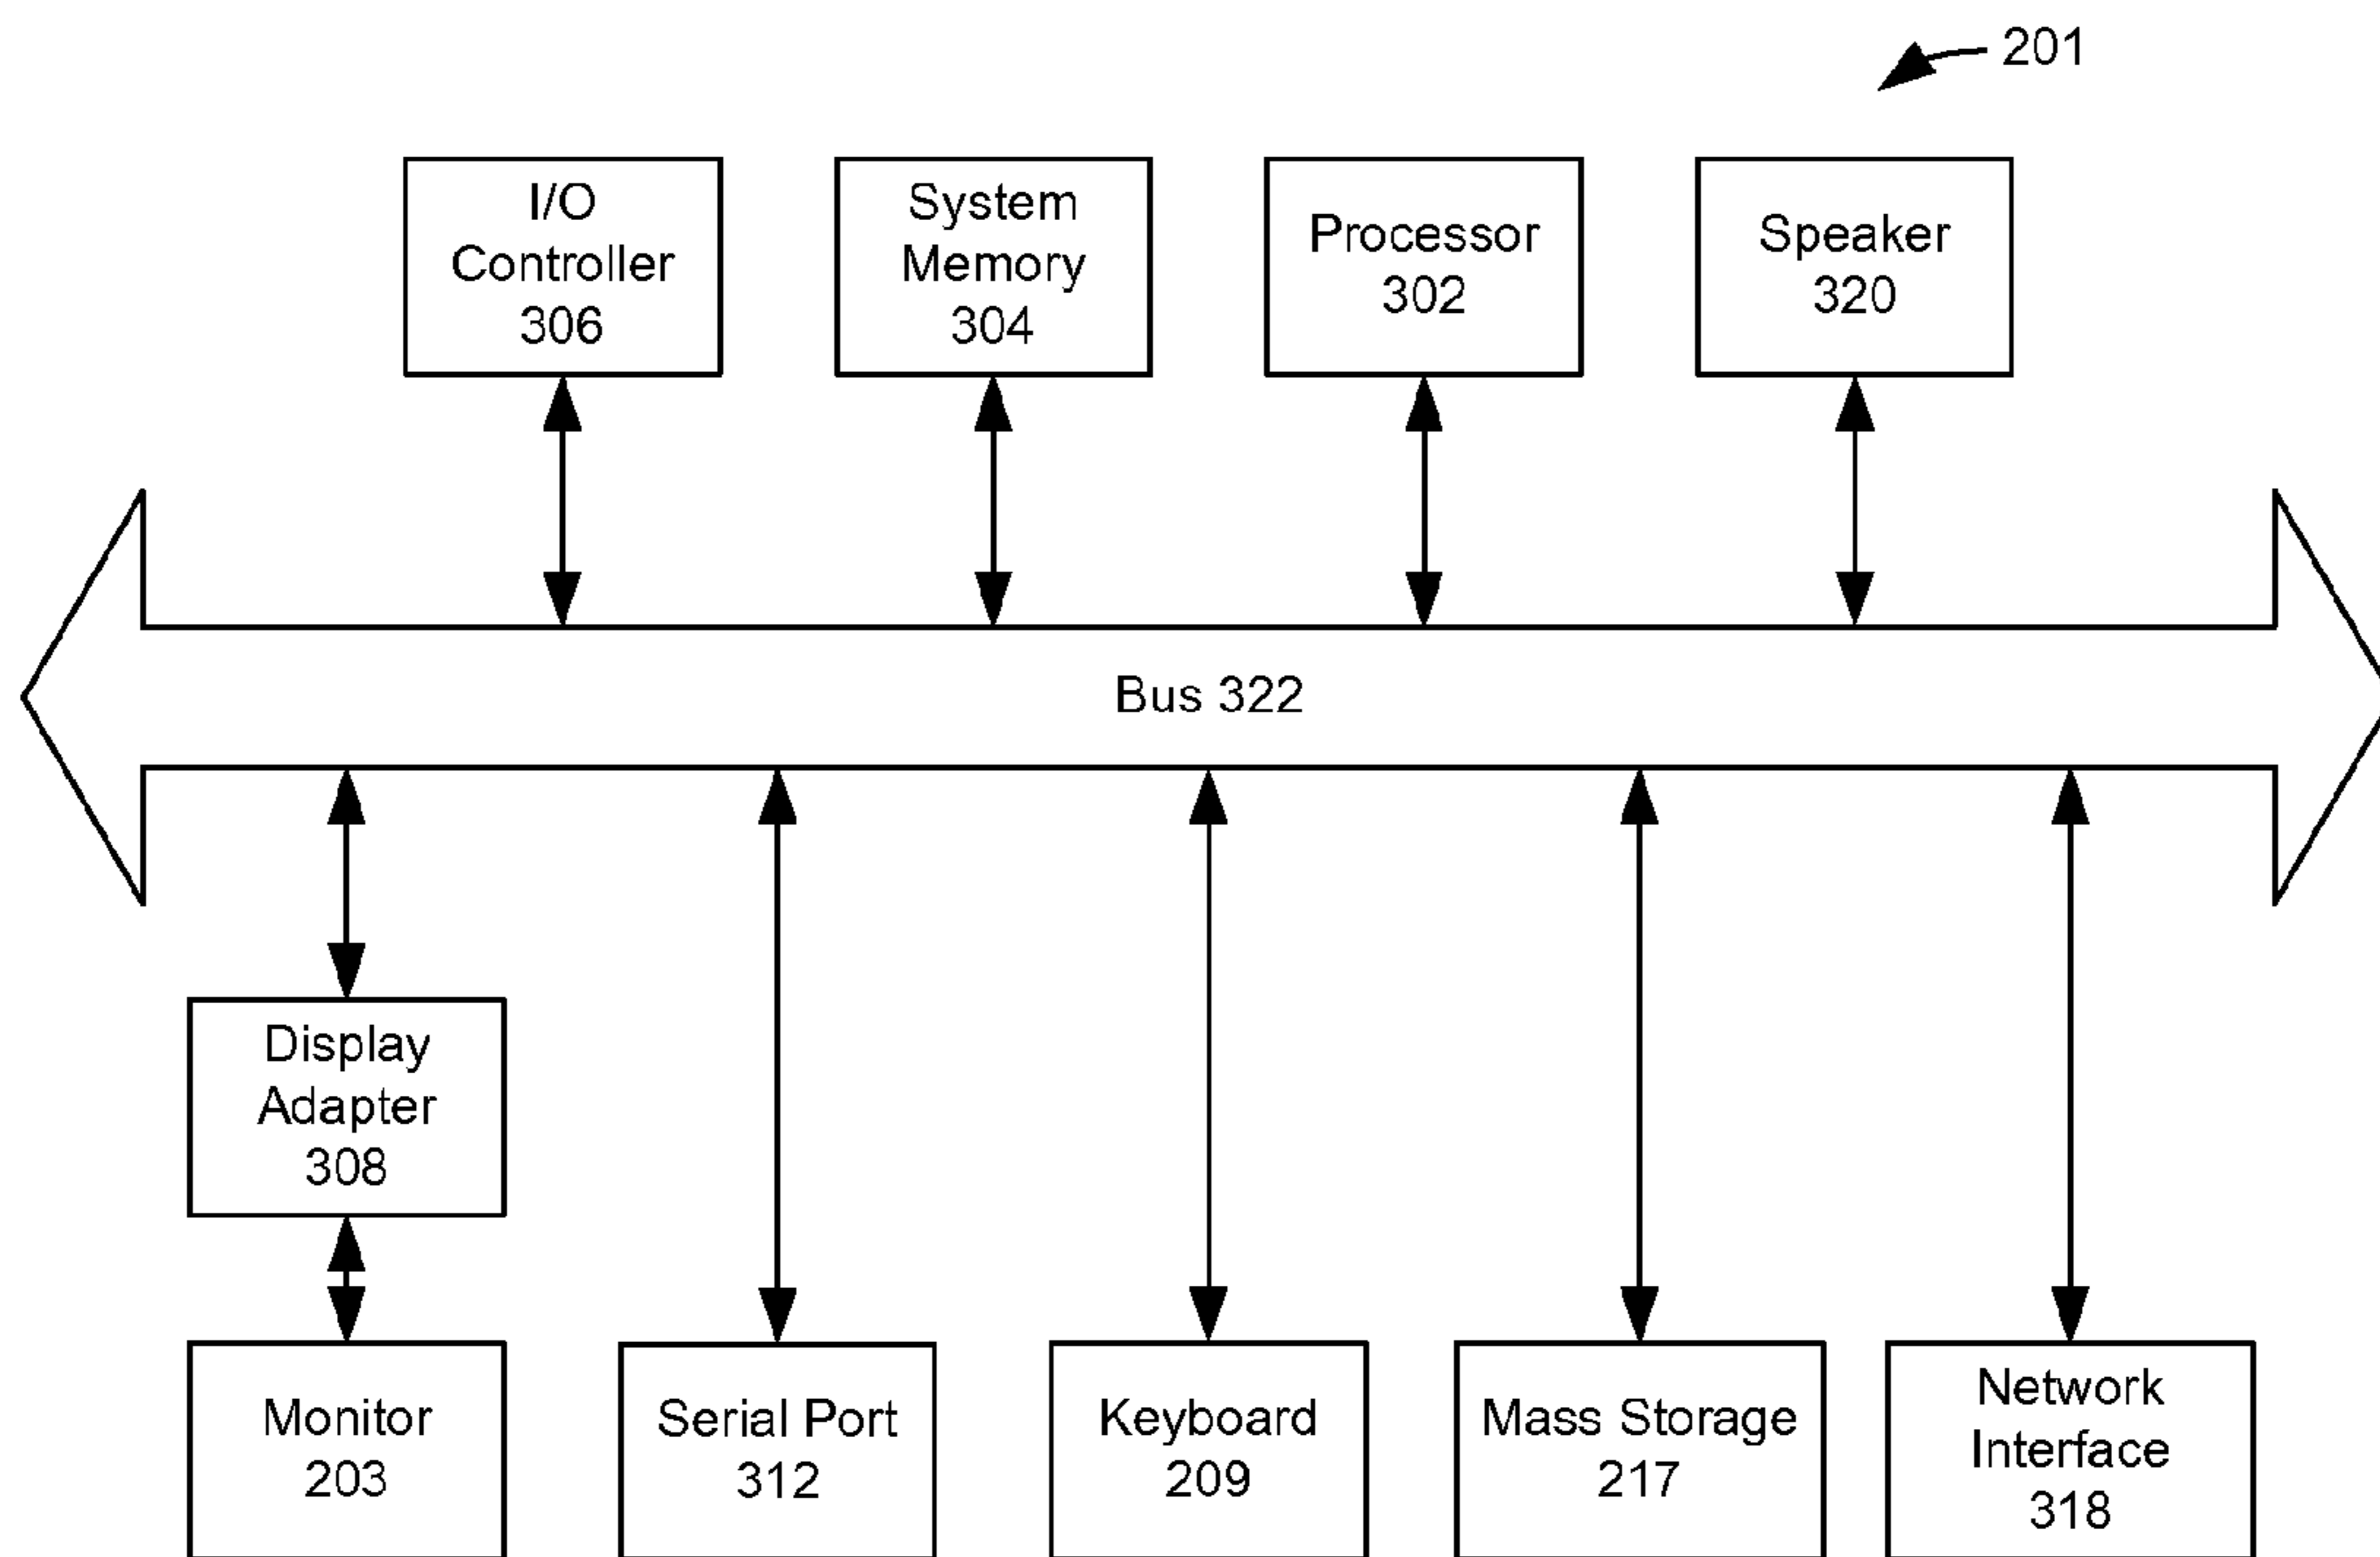 201
I/O
Controller
306
System
Memory
304
Processor
302
Speaker
320
Bus 322
Display
Adapter
308
Monitor
203
Serial Port
312
Keyboard
209
Mass Storage
217
Network
Interface
318